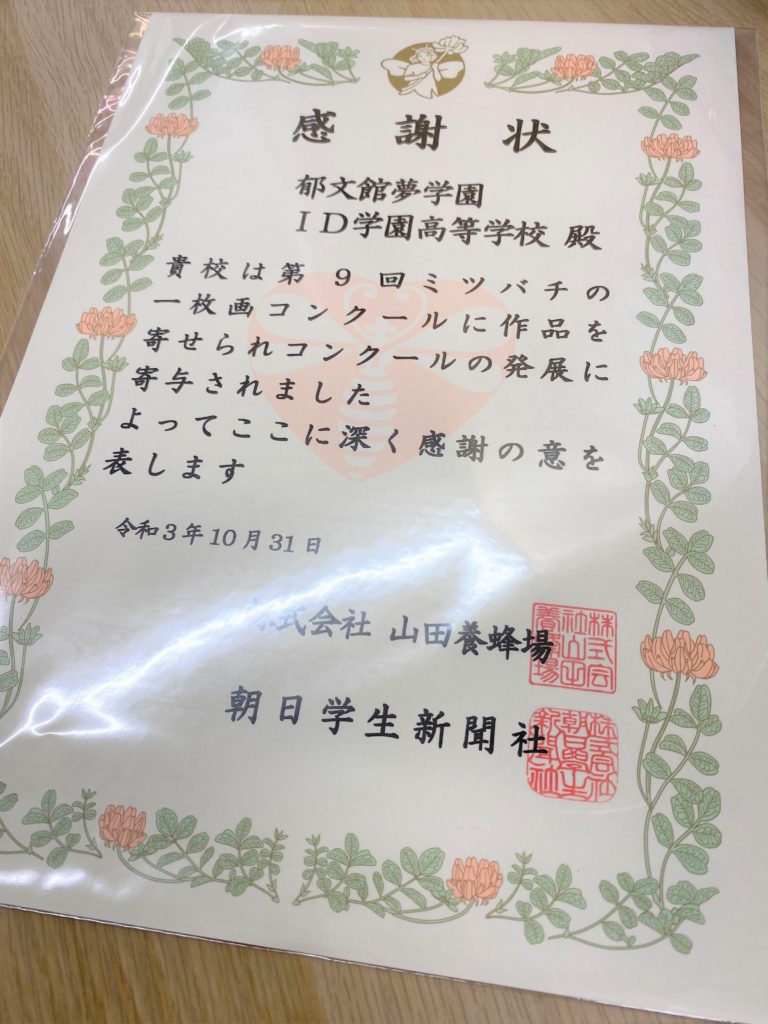 感謝状
郁文館夢学園
ID学園高等学校 殿
貴校は第9回ミツバチの
一枚画コンクールに作品を
寄せられコンクールの発展に
寄与されました
よってここに深く感謝の意を
表します
令和3年10月31日
株式会社 山田養蜂場
朝日学生新聞社